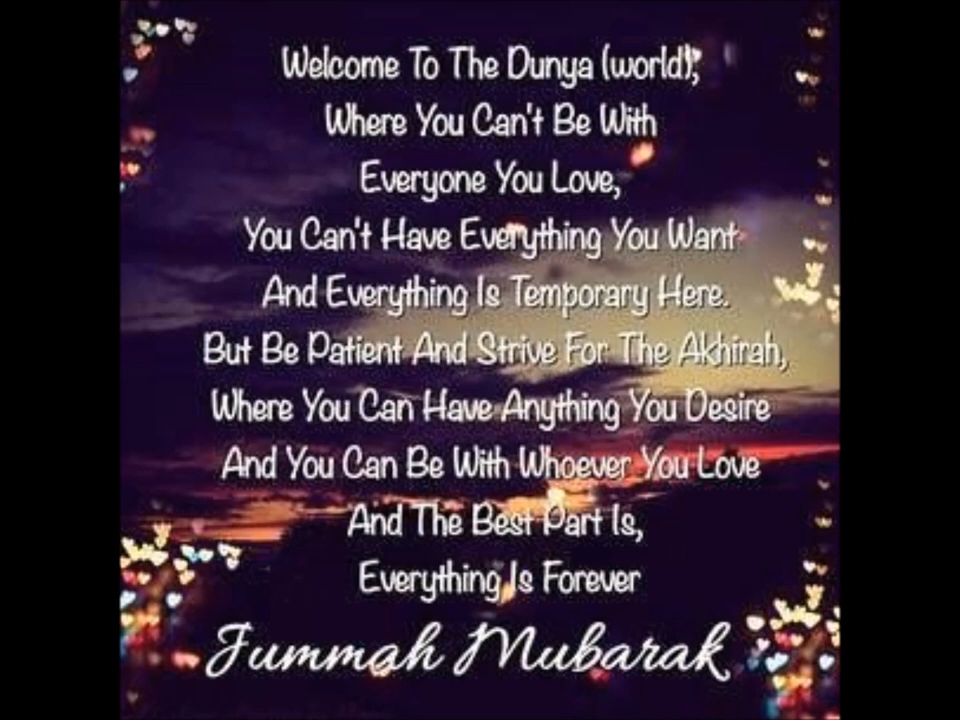 Welcome To The Dunya (world),
Where You Can't Be With
Everyone You Love,
You Can't Have Everything You Want
And Everything Is Temporary Here.
But Be Patient And Strive For The Akhirah,
Where You Can Have Anything You Desire
And You Can Be With Whoever You Love
And The Best Part Is,
Everything Is Forever
Jummah Mubarak